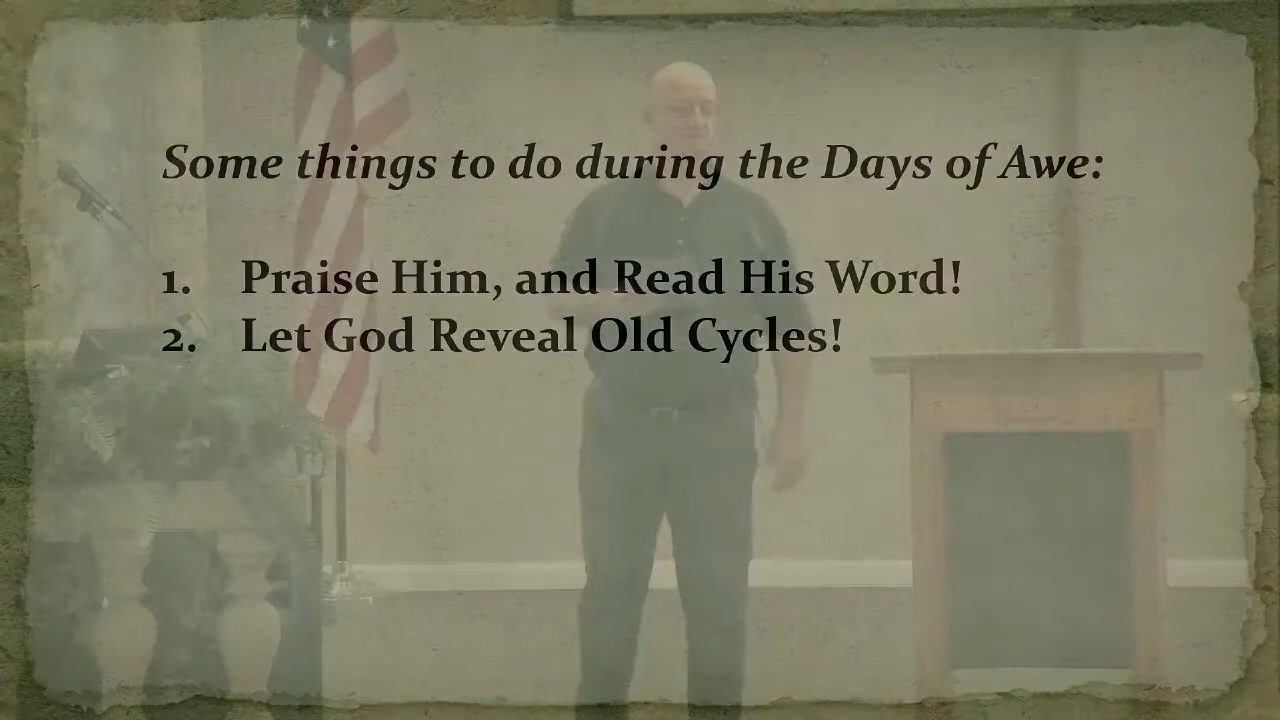 Some things to do during the Days of Awe:
1. Praise Him, and Read His Word!
2. Let God Reveal Old Cycles!